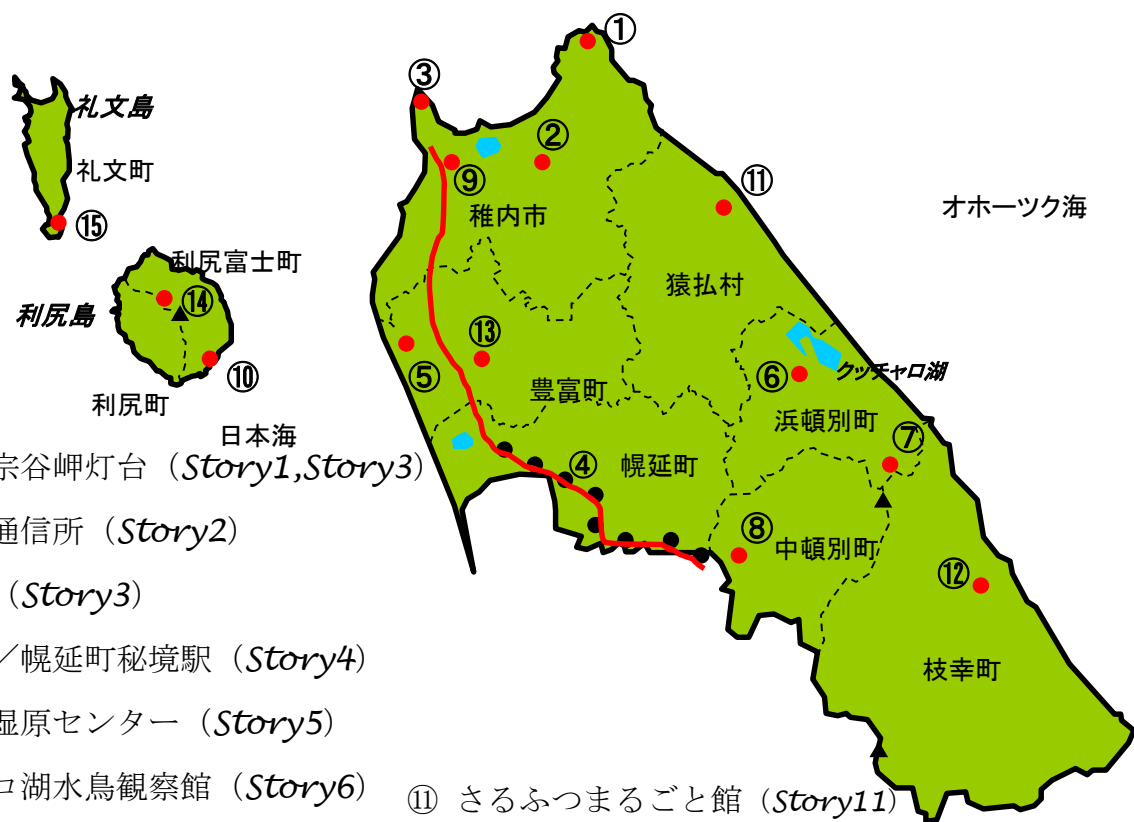 ①
③
礼文島
②
礼文町
⑨
⑪
稚内市
オホーツク海
⑮
利尻富士町
猿払村
利尻島
⑭
⑬
⑤
⑩
⑥
クッチャロ湖
豊富町
利尻町
浜頓別町
日本海
⑦
宗谷岬灯台（Story1,Story3）
④
幌延町
通信所（Story2）
⑧
中頓別町
⑫
（Story3）
／幌延町秘境駅（Story4）
枝幸町
湿原センター（Story5）
ロ湖水鳥観察館（Story6）
⑪ さるふつまるごと館（Story11）